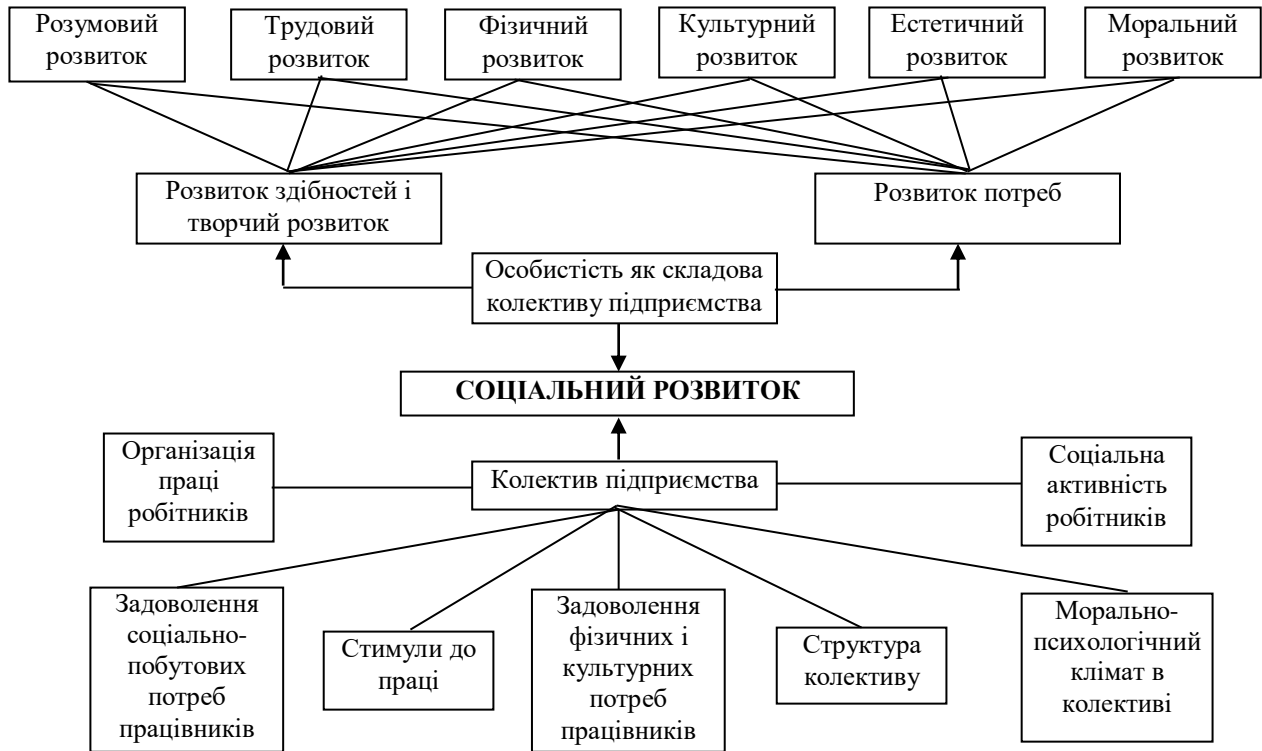 Розумовий
розвиток
Трудовий
розвиток
Фізичний
розвиток
Культурний
розвиток
Естетичний
розвиток
Моральний
розвиток
Розвиток здібностей і
творчий розвиток
Розвиток потреб
Особистість як складова
колективу підприємства
СОЦІАЛЬНИЙ РОЗВИТОК
Організація
праці
робітників
Колектив підприємства
Соціальна
активність
робітників
Задоволення
соціально-
побутових
потреб
працівників
Стимули до
праці
Задоволення
фізичних і
культурних
потреб
працівників
Структура
колективу
Морально-
психологічний
клімат в
колективі